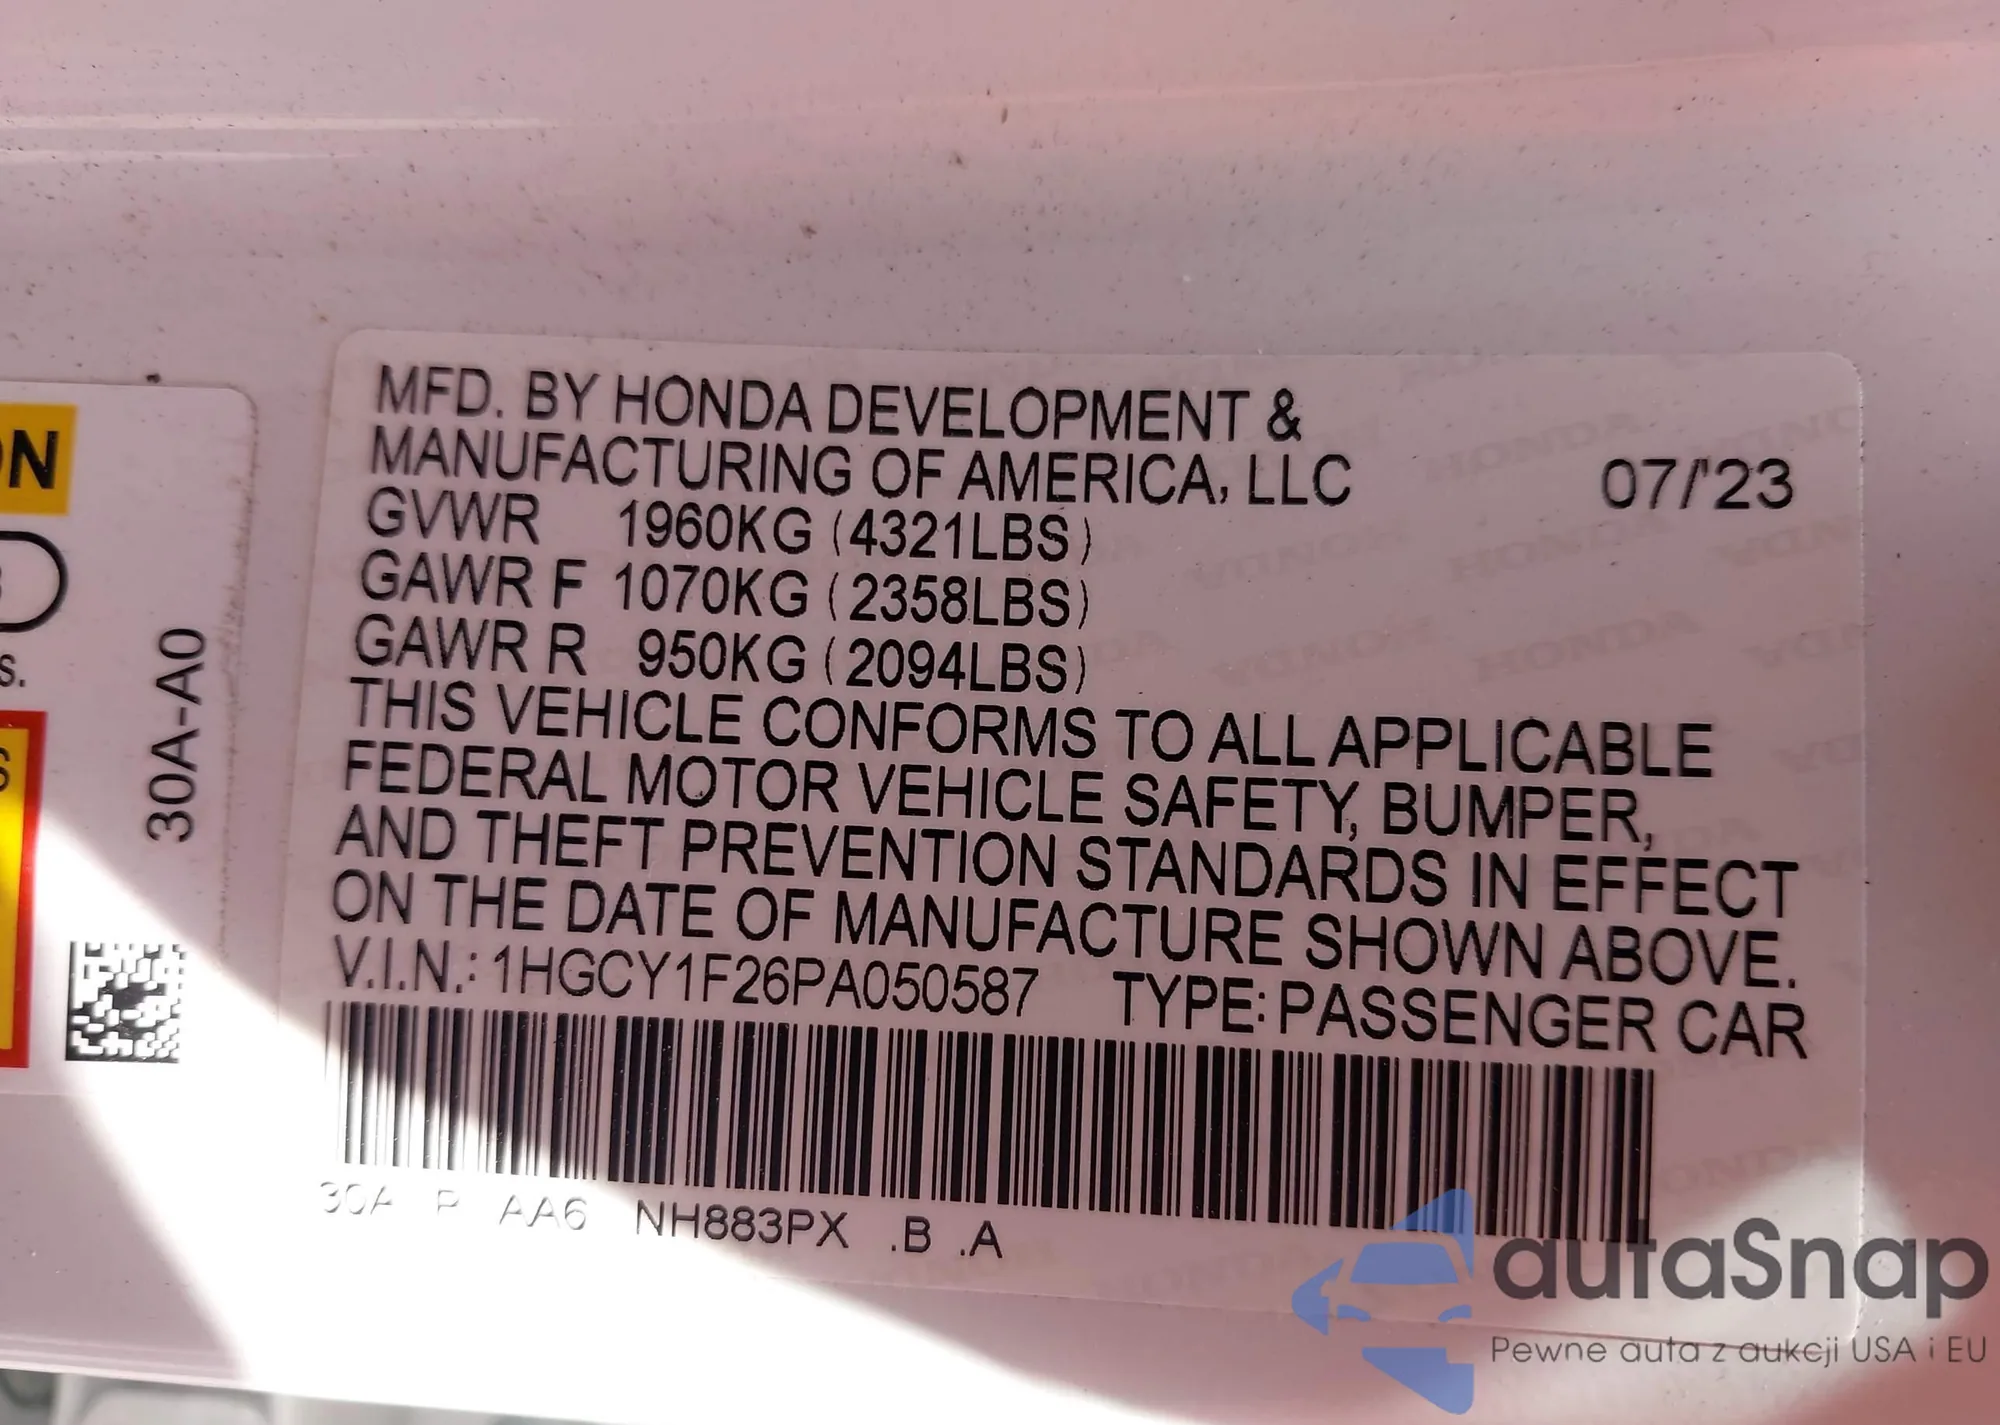 MFD. BY HONDA DEVELOPMENT &
MANUFACTURING OF AMERICA, LLC 07/'23
GVWR 1960KG (4321LBS)
GAWR F 1070KG (2358LBS)
GAWR R 950KG (2094LBS)
THIS VEHICLE CONFORMS TO ALL APPLICABLE
FEDERAL MOTOR VEHICLE SAFETY, BUMPER,
AND THEFT PREVENTION STANDARDS IN EFFECT
ON THE DATE OF MANUFACTURE SHOWN ABOVE.
V.I.N.: 1HGCY1F26PA050587 TYPE: PASSENGER CAR
30A P AA6 NH883PX .B .A
30A-A0
ON
S.
S
autaSnap
Pewne auta z aukcji USA i EU